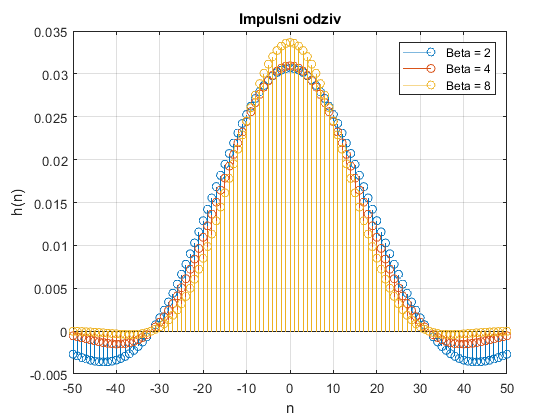 Impulsni odziv
Beta = 2
Beta = 4
Beta = 8
0.035
0.03
0.025
0.02
0.015
0.01
0.005
0
-0.005
h(n)
-50 -40 -30 -20 -10 0 10 20 30 40 50
n